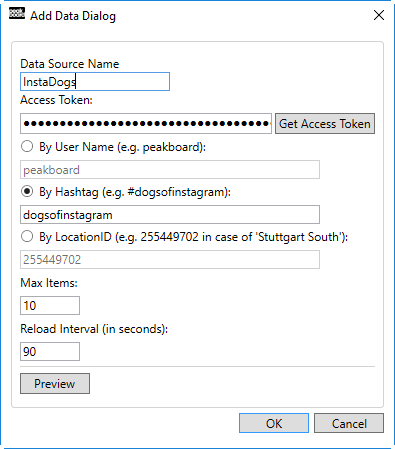 peak board
Add Data Dialog
Data Source Name
InstaDogs
Access Token:
●●●●●●●●●●●●●●●●●●●●●●●●●●●●●●●●● Get Access Token
By User Name (e.g. peakboard):
peakboard
By Hashtag (e.g. #dogsofinstagram):
dogsofinstagram
By LocationID (e.g. 255449702 in case of 'Stuttgart South'):
255449702
Max Items:
10
Reload Interval (in seconds):
90
Preview
OK Cancel